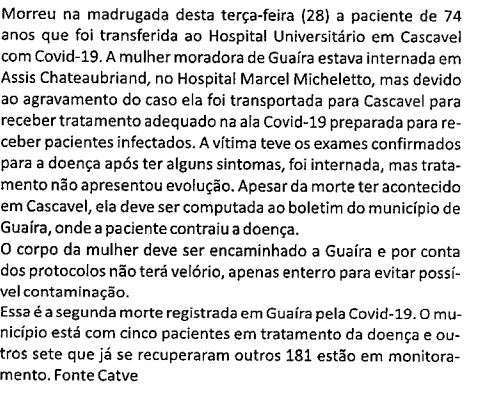 Morreu na madrugada desta terça-feira (28) a paciente de 74
anos que foi transferida ao Hospital Universitário em Cascavel
com Covid-19. A mulher moradora de Guaíra estava internada em
Assis Chateaubriand, no Hospital Marcel Micheletto, mas devido
ao agravamento do caso ela foi transportada para Cascavel para
receber tratamento adequado na ala Covid-19 preparada para re-
ceber pacientes infectados. A vítima teve os exames confirmados
para a doença após ter alguns sintomas, foi internada, mas trata-
mento não apresentou evolução. Apesar da morte ter acontecido
em Cascavel, ela deve ser computada ao boletim do município de
Guaíra, onde a paciente contraiu a doença.
O corpo da mulher deve ser encaminhado a Guaíra e por conta
dos protocolos não terá velório, apenas enterro para evitar possí-
vel contaminação.
Essa é a segunda morte registrada em Guaíra pela Covid-19. O mu-
nicípio está com cinco pacientes em tratamento da doença e ou-
tros sete que já se recuperaram outros 181 estão em monitora-
mento. Fonte Catve